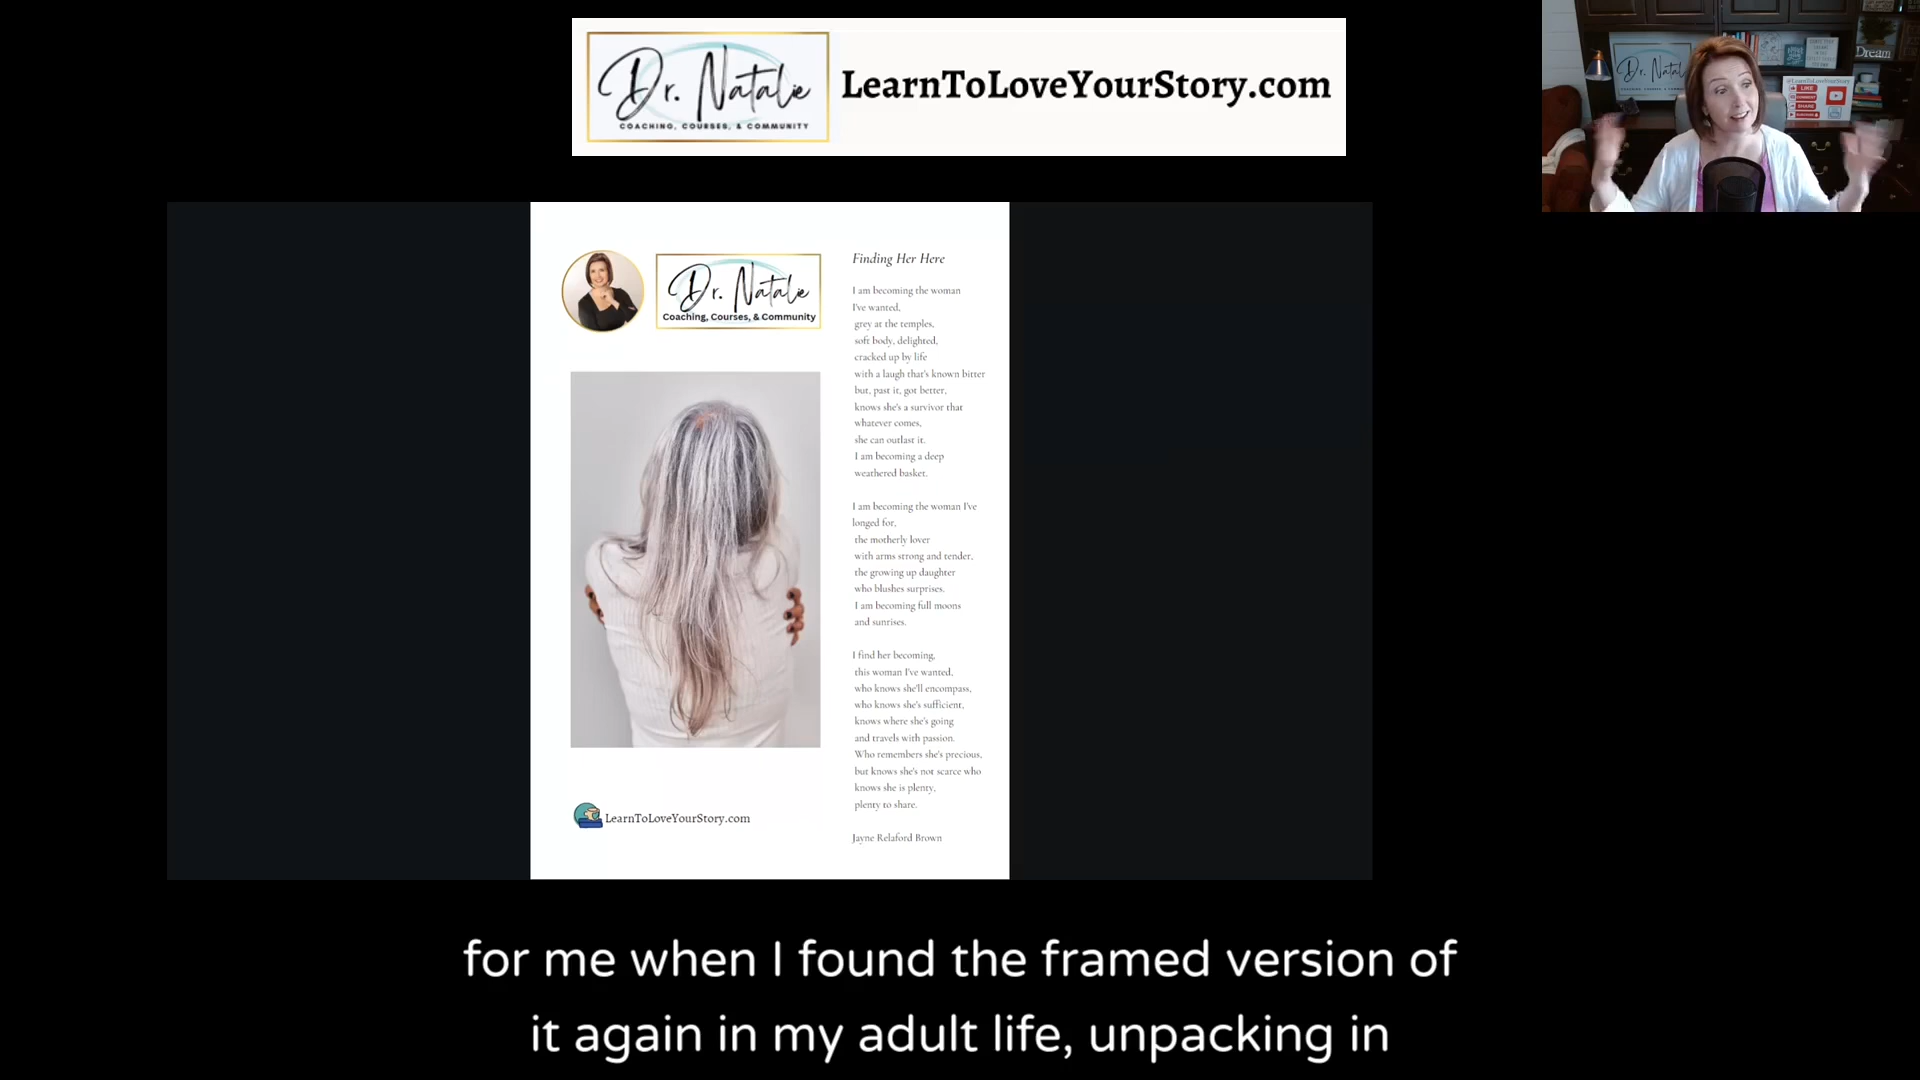 Dr. Natalie
COACHING, COURSES, & COMMUNITY
LearnToLoveYourStory.com
Dr. Natal
Dream
LIKE
SHARE
Dr. Natalie
Coaching, Courses, & Community
LearnToLoveYourStory.com
Finding Her Here
I am becoming the woman
I've wanted,
grey at the temples,
soft body, delighted,
cracked up by life
with a laugh that's known bitter
but, past it, got better,
knows she's a survivor that
whatever comes,
she can outlast it.
I am becoming a deep
weathered basket.
I am becoming the woman I've
longed for,
the motherly lover
with arms strong and tender,
the growing up daughter
who blushes surprises.
I am becoming full moons
and sunrises.
I find her becoming,
this woman I've wanted,
who knows she'll encompass,
who knows she's sufficient,
knows where she's going
and travels with passion.
Who remembers she's precious,
but knows she's not scarce who
knows she is plenty,
plenty to share.
Jayne Relaford Brown
for me when I found the framed version of
it again in my adult life, unpacking in